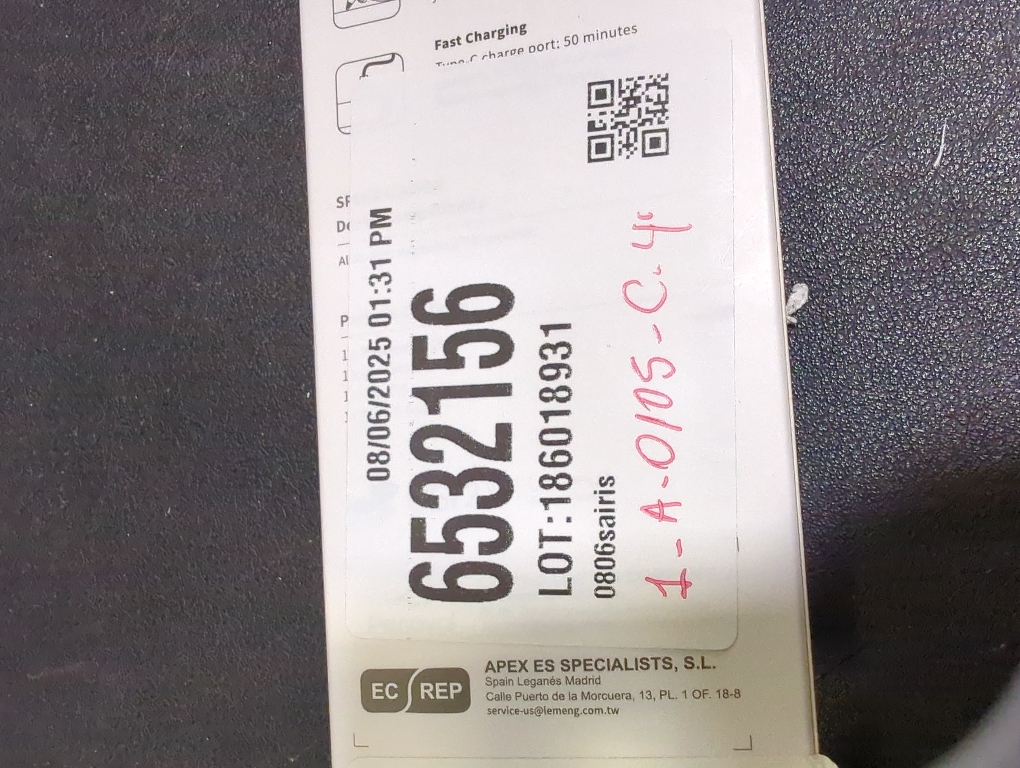 Fast Charging
Type-C charge port: 50 minutes
08/06/2025 01:31 PM
6532156
LOT:186018931
0806sairis
1-A-0105-C-4
EC REP
APEX ES SPECIALISTS, S.L.
Spain Leganés Madrid
Calle Puerto de la Morcuera, 13, PL. 1 OF. 18-8
service-us@lemeng.com.tw